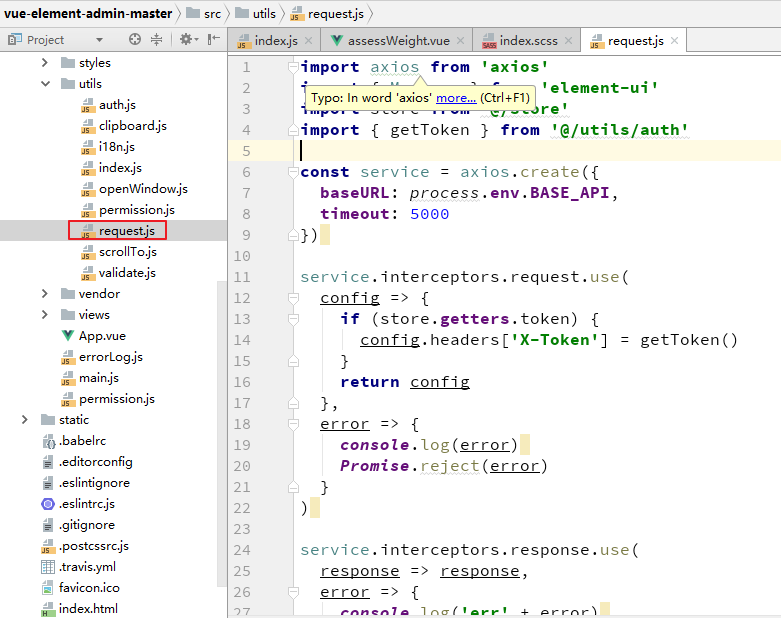 vue-element-admin-master src utils request.js
Project
index.js assessWeight.vue index.scss request.js
styles
utils
auth.js
clipboard.js
i18n.js
index.js
openWindow.js
permission.js
request.js
scrollTo.js
validate.js
vendor
views
App.vue
errorLog.js
main.js
permission.js
static
.babelrc
.editorconfig
.eslintignore
.eslintrc.js
.gitignore
.postcssrc.js
.travis.yml
favicon.ico
index.html
1 import axios from 'axios'
2 'element-ui'
Typo: In word 'axios' more... (Ctrl+F1)
3 import store from '@/store'
4 import { getToken } from '@/utils/auth'
5
6 const service = axios.create({
7 baseURL: process.env.BASE_API,
8 timeout: 5000
9 })
10
11 service.interceptors.request.use(
12 config => {
13 if (store.getters.token) {
14 config.headers['X-Token'] = getToken()
15 }
16 return config
17 },
18 error => {
19 console.log(error)
20 Promise.reject(error)
21 }
22 )
23
24 service.interceptors.response.use(
25 response => response,
26 error => {
27 console.log('err' + error)